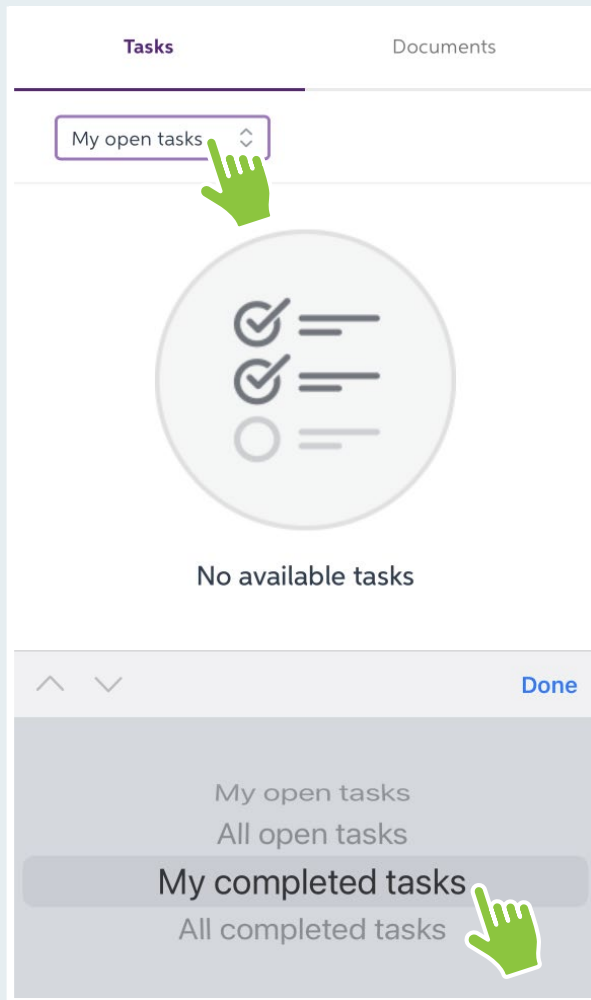 Tasks Documents
My open tasks
No available tasks
Done
My open tasks
All open tasks
My completed tasks
All completed tasks